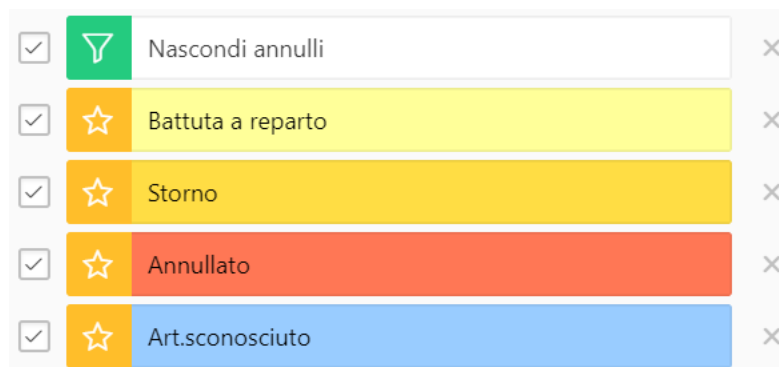 Nascondi annulli
Battuta a reparto
Storno
Annullato
Art.sconosciuto